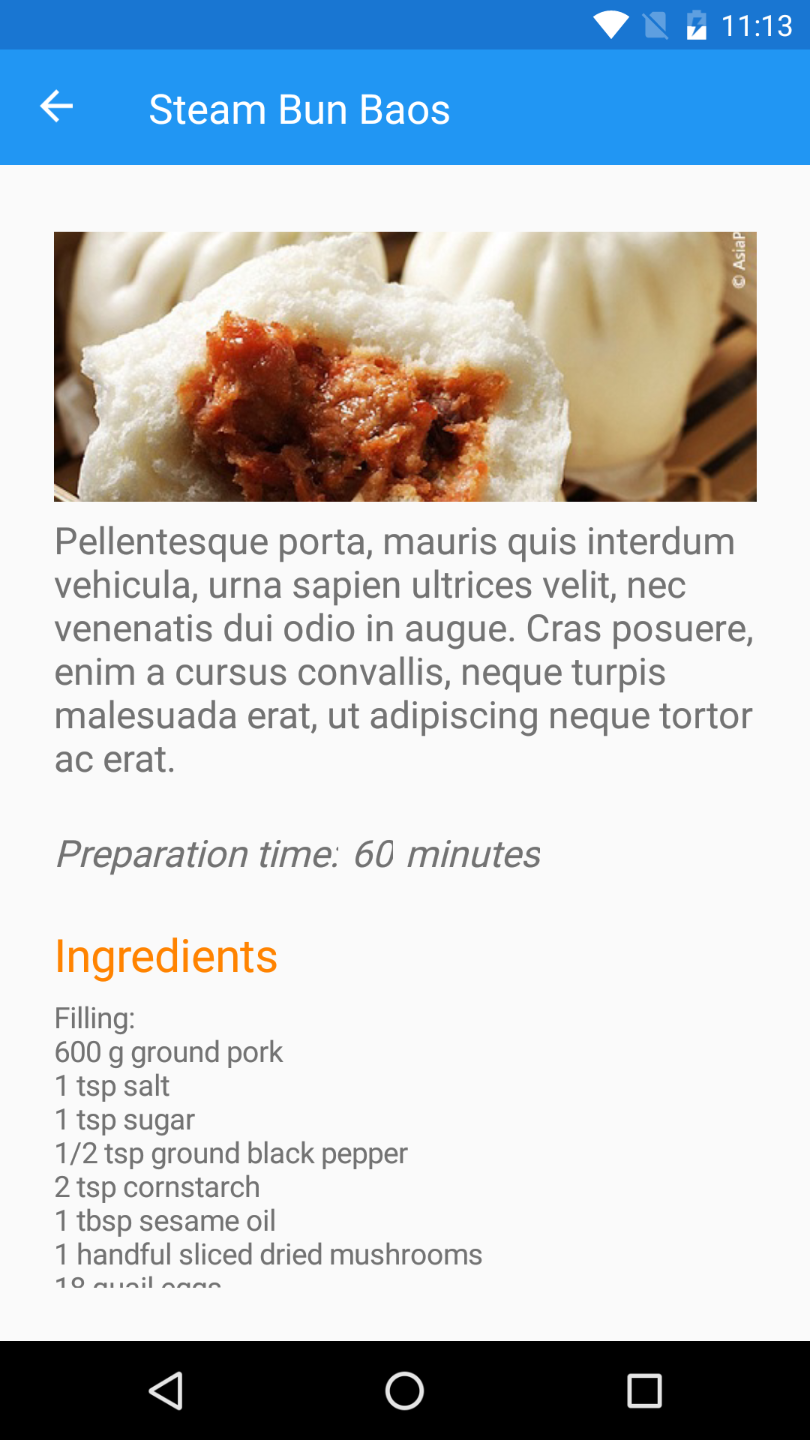 11:13
Steam Bun Baos
© AsiaP
Pellentesque porta, mauris quis interdum
vehicula, urna sapien ultrices velit, nec
venenatis dui odio in augue. Cras posuere,
enim a cursus convallis, neque turpis
malesuada erat, ut adipiscing neque tortor
ac erat.
Preparation time: 60 minutes
Ingredients
Filling:
600 g ground pork
1 tsp salt
1 tsp sugar
1/2 tsp ground black pepper
2 tsp cornstarch
1 tbsp sesame oil
1 handful sliced dried mushrooms
18 quail eggs